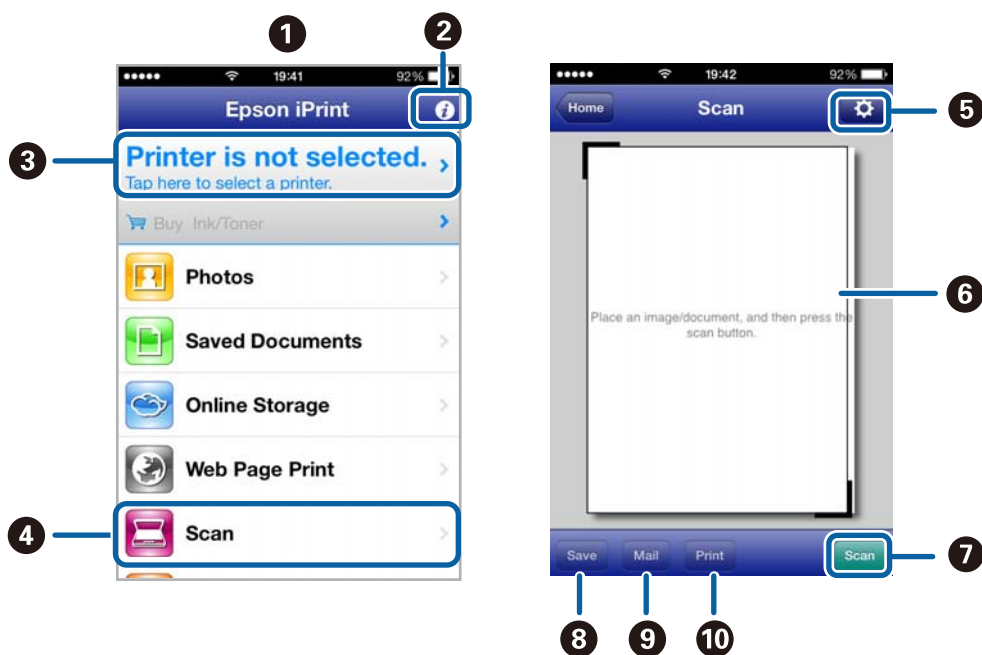 1
2
19:41
92%
Epson iPrint
i
3
Printer is not selected.
Tap here to select a printer.
Buy Ink/Toner
Photos
Saved Documents
Online Storage
Web Page Print
4
Scan
19:42
92%
Home
Scan
5
6
Place an image/document, and then press the
scan button.
Save
Mail
Print
Scan
7
8
9
10